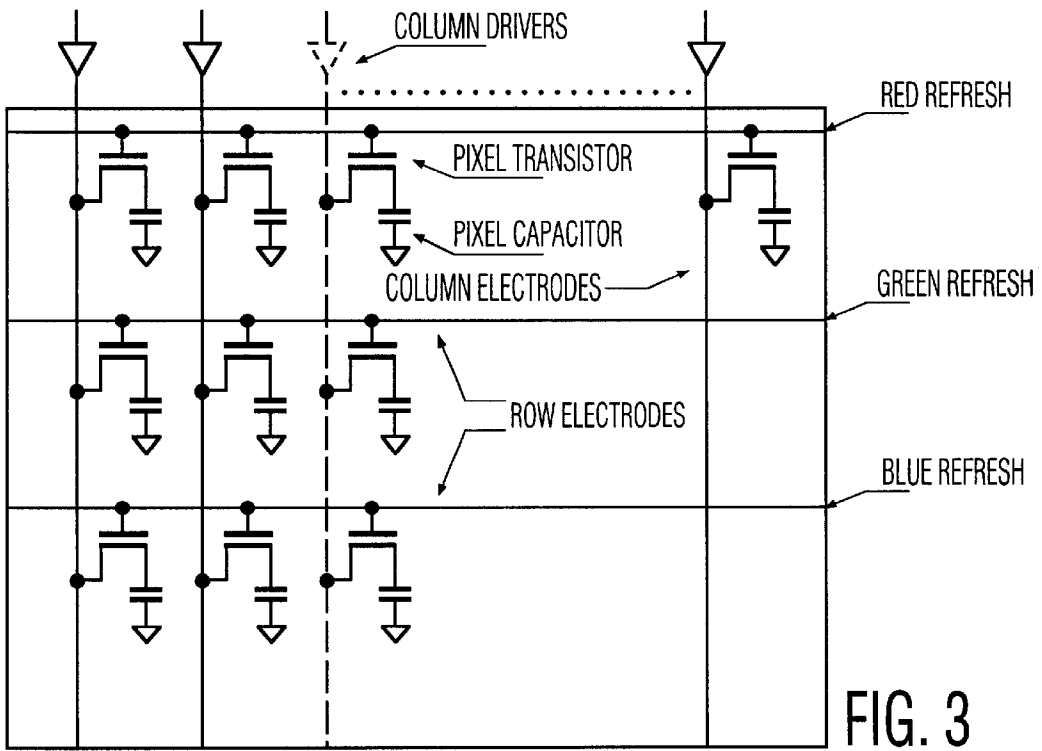 COLUMN DRIVERS
RED REFRESH
PIXEL TRANSISTOR
PIXEL CAPACITOR
COLUMN ELECTRODES
GREEN REFRESH
ROW ELECTRODES
BLUE REFRESH
FIG. 3